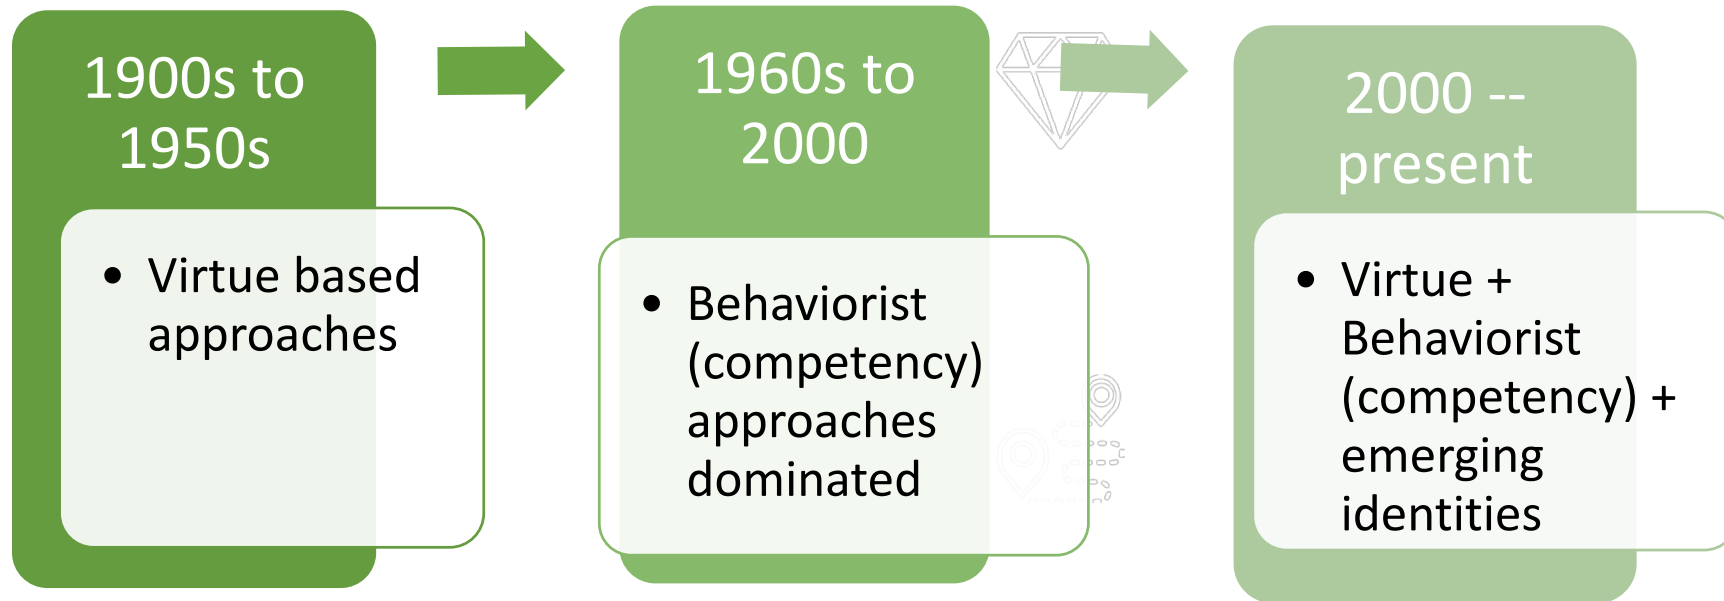 1900s to
1950s
• Virtue based
approaches
1960s to
2000
• Behaviorist
(competency)
approaches
dominated
2000 --
present
• Virtue +
Behaviorist
(competency) +
emerging
identities